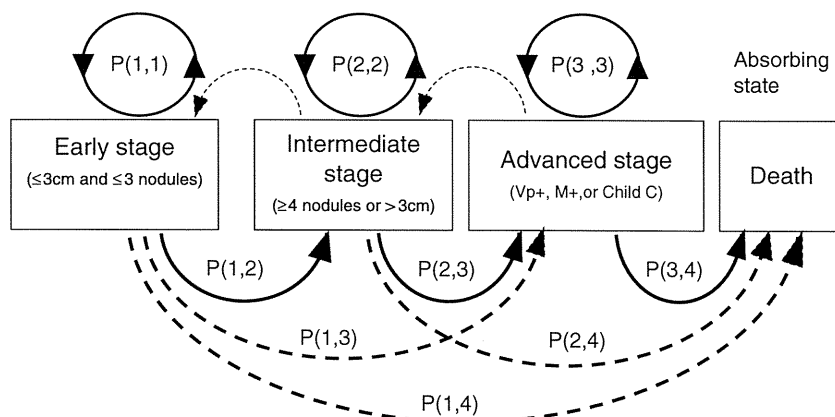 P(1,1)
P(2,2)
P(3 ,3)
Absorbing
state
Early stage
(≤3cm and ≤3 nodules)
Intermediate
stage
(≥4 nodules or >3cm)
Advanced stage
(Vp+, M+,or Child C)
Death
P(1,2)
P(2,3)
P(3,4)
P(1,3)
P(2,4)
P(1,4)